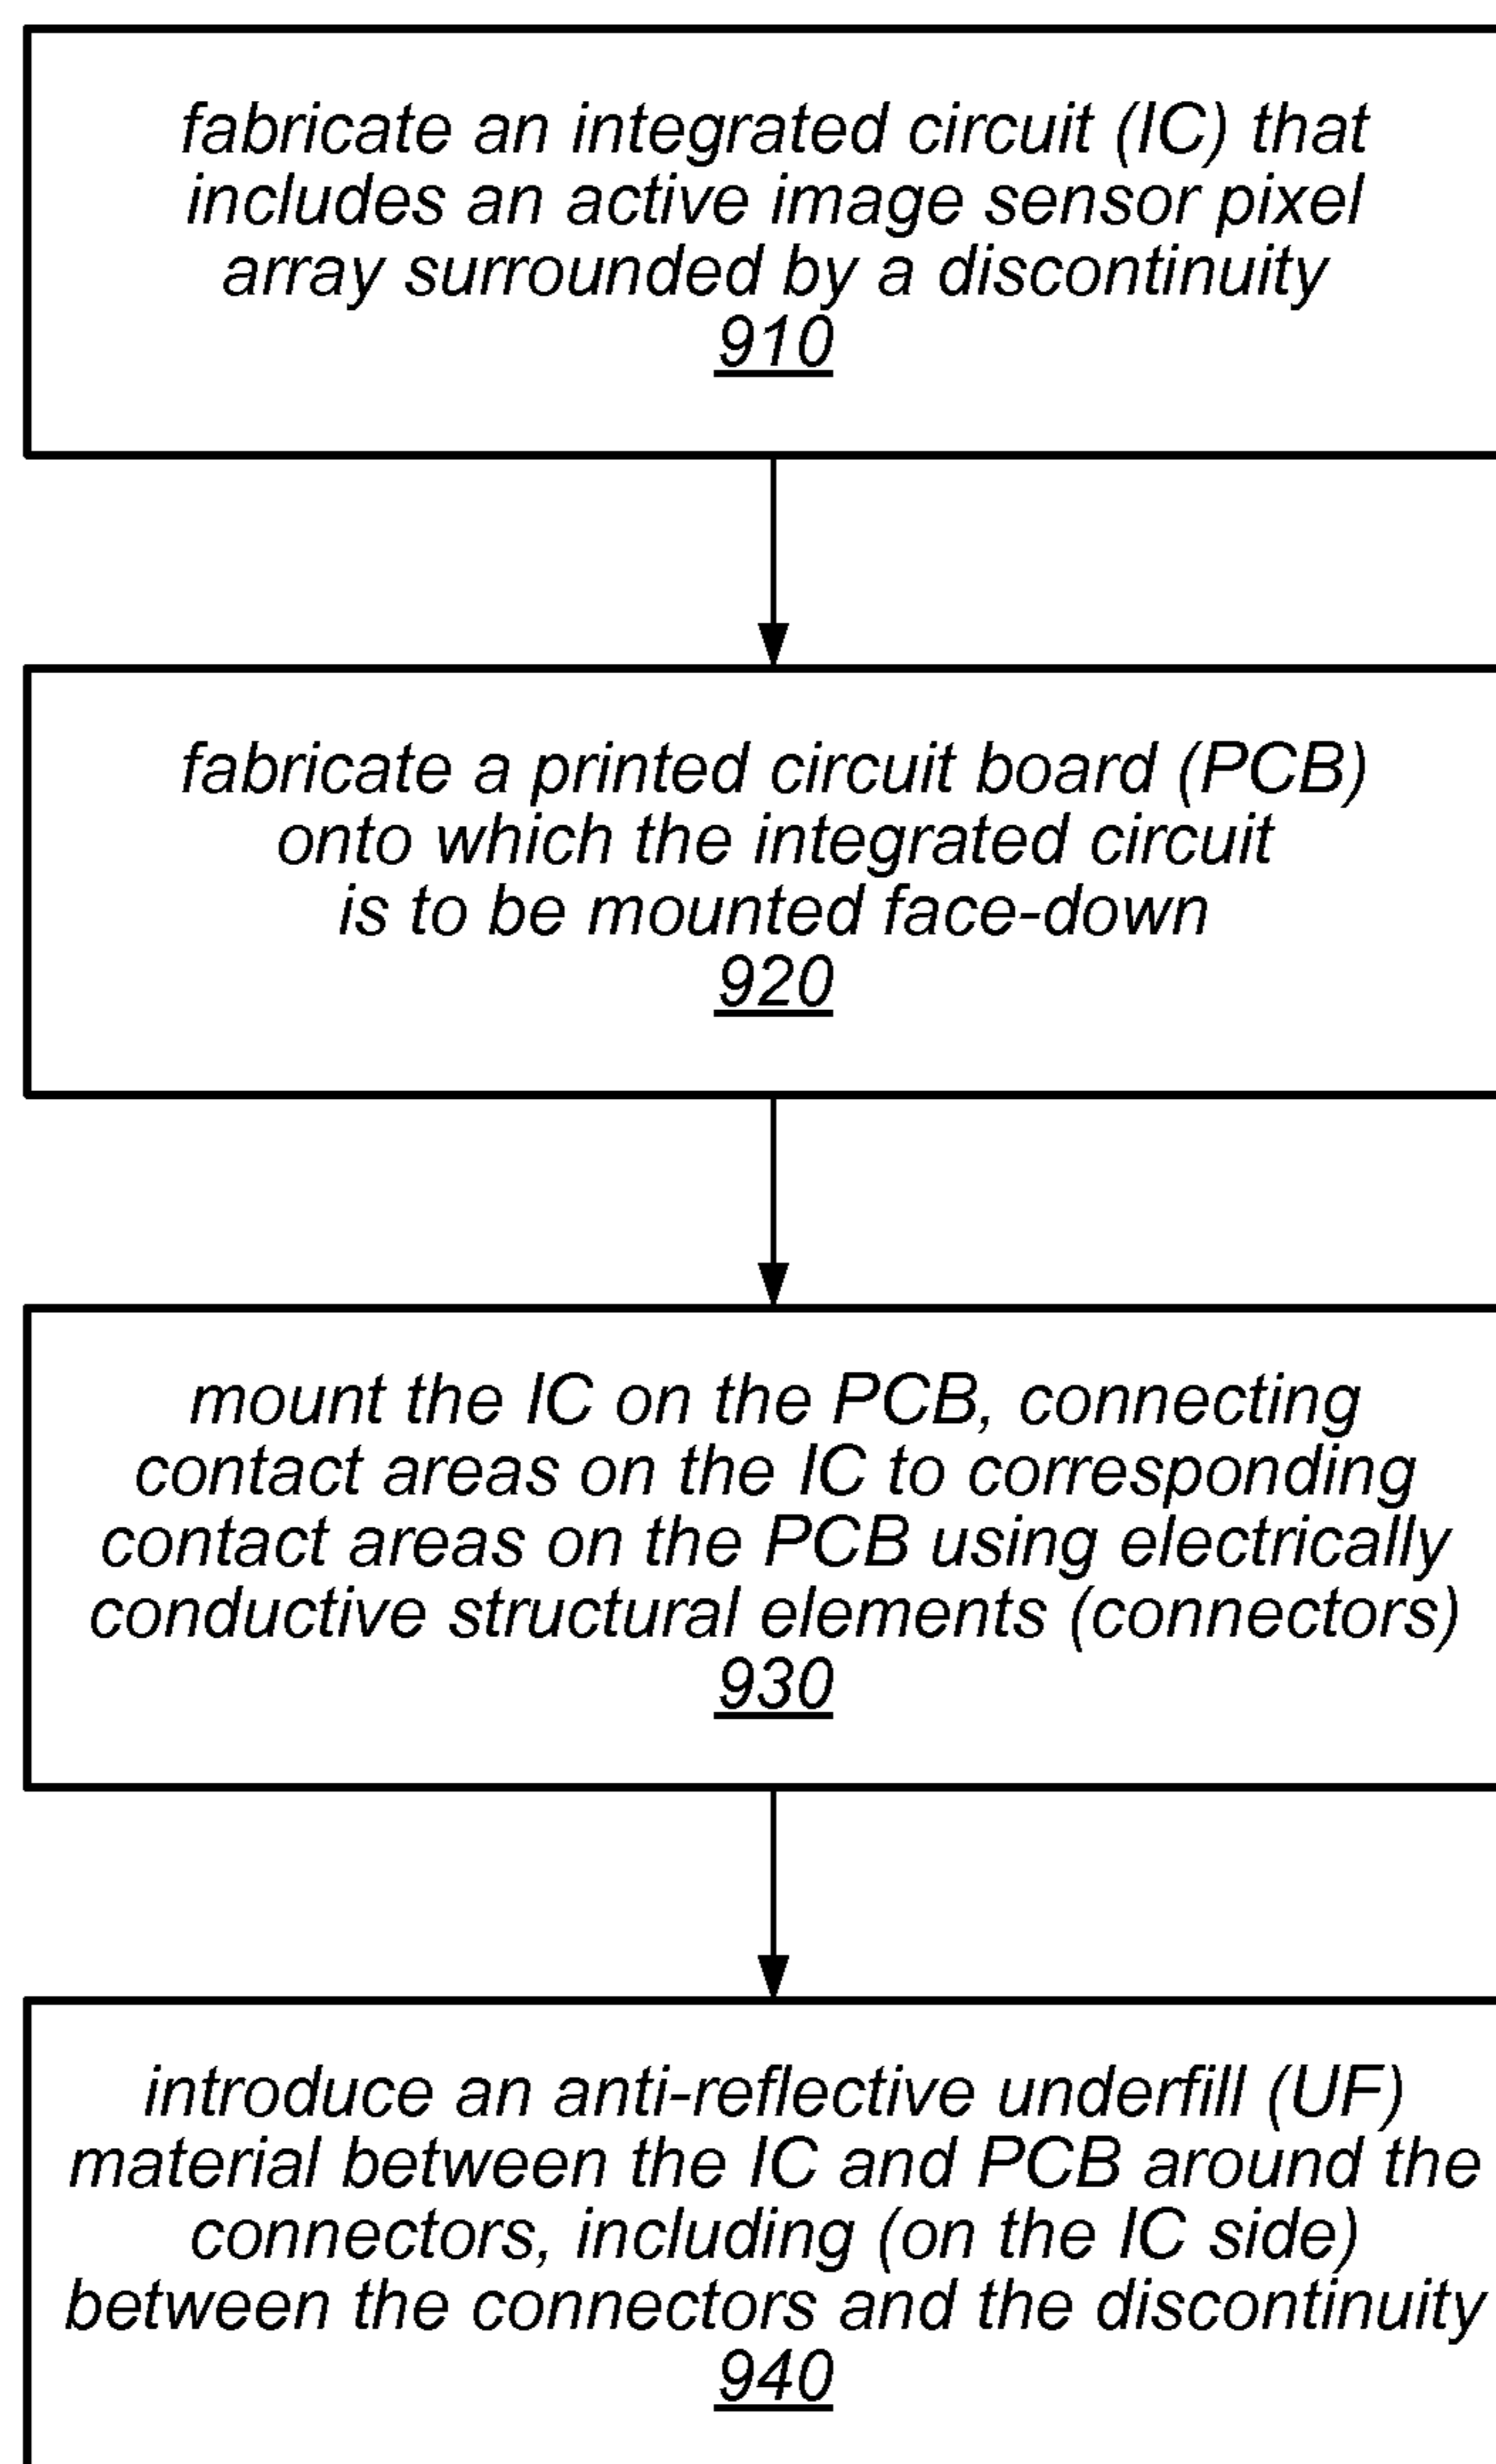 fabricate an integrated circuit (IC) that
includes an active image sensor pixel
array surrounded by a discontinuity
910
fabricate a printed circuit board (PCB)
onto which the integrated circuit
is to be mounted face-down
920
mount the IC on the PCB, connecting
contact areas on the IC to corresponding
contact areas on the PCB using electrically
conductive structural elements (connectors)
930
introduce an anti-reflective underfill (UF)
material between the IC and PCB around the
connectors, including (on the IC side)
between the connectors and the discontinuity
940